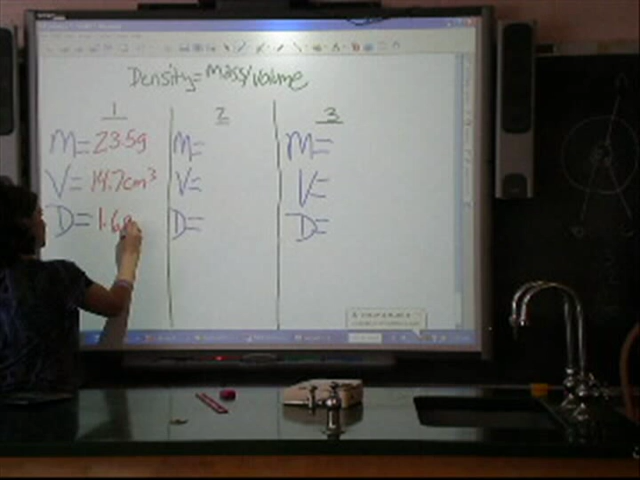 Density = Mass/Volume
1
M = 23.5g
V = 14.7cm³
D = 1.6
2
M =
V =
D =
3
M =
V =
D =